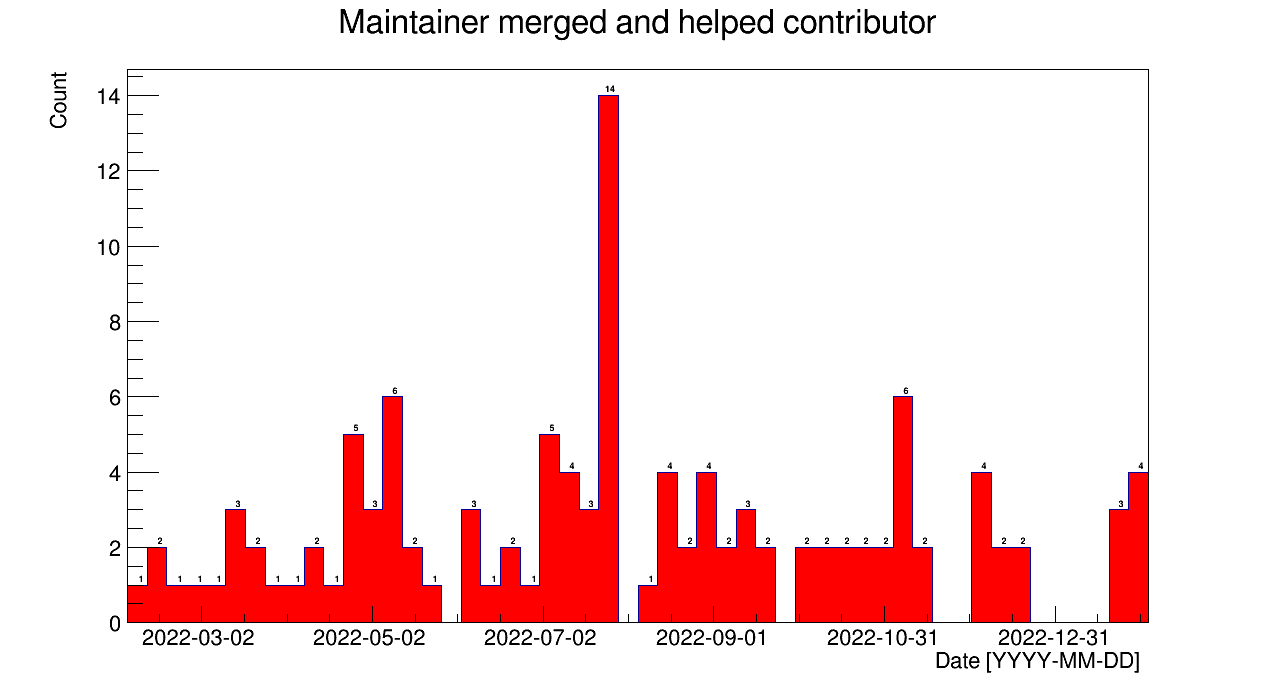 Maintainer merged and helped contributor
Count
14
12
10
8
6
4
2
0
1 2 1 1 1 3 2 1 1 2 1 5 3 6 2 1 3 1 2 1 5 4 3 14 1 4 2 4 2 3 2 2 2 2 2 2 6 2 4 2 2 3 4
2022-03-02 2022-05-02 2022-07-02 2022-09-01 2022-10-31 2022-12-31
Date [YYYY-MM-DD]